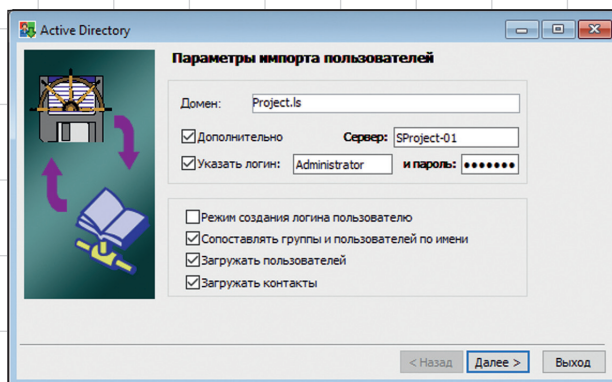 Active Directory
Параметры импорта пользователей
Домен: Project.ls
Дополнительно Сервер: SProject-01
Указать логин: Administrator и пароль: •••••••
Режим создания логина пользователю
Сопоставлять группы и пользователей по имени
Загружать пользователей
Загружать контакты
< Назад Далее > Выход